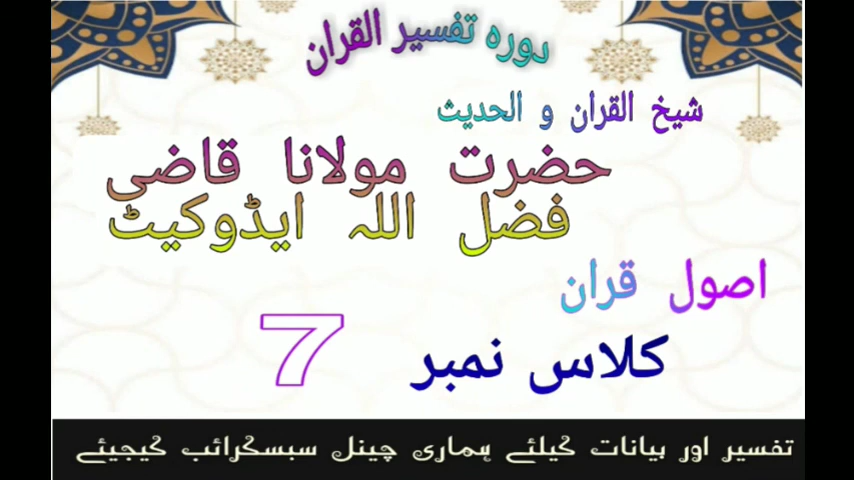 دورہ تفسیر القران
شیخ القران و الحدیث
حضرت مولانا قاضی
فضل اللہ ایڈوکیٹ
اصول قران
کلاس نمبر 7
تفسیر اور بیانات کیلئے ہماری چینل سبسکرائب کیجیئے